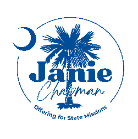 Janie
Chapman
Offering for State Missions